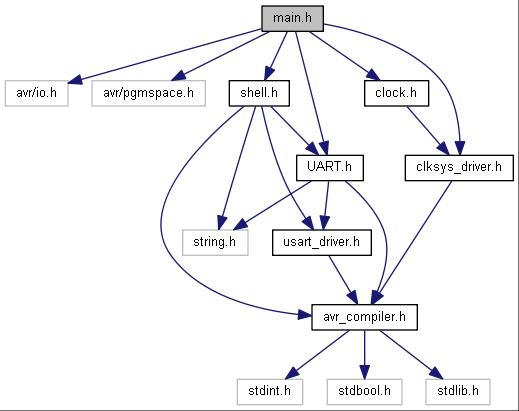 main.h
avr/io.h
avr/pgmspace.h
shell.h
clock.h
UART.h
clksys_driver.h
string.h
usart_driver.h
avr_compiler.h
stdint.h
stdbool.h
stdlib.h